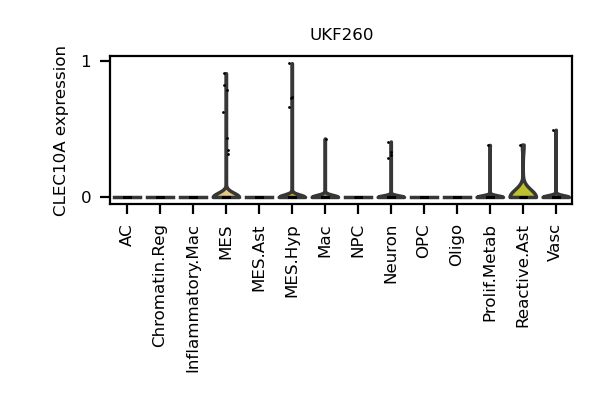 UKF260
CLEC10A expression
1
0
AC
Chromatin.Reg
Inflammatory.Mac
MES
MES.Ast
MES.Hyp
Mac
NPC
Neuron
OPC
Oligo
Prolif.Metab
Reactive.Ast
Vasc